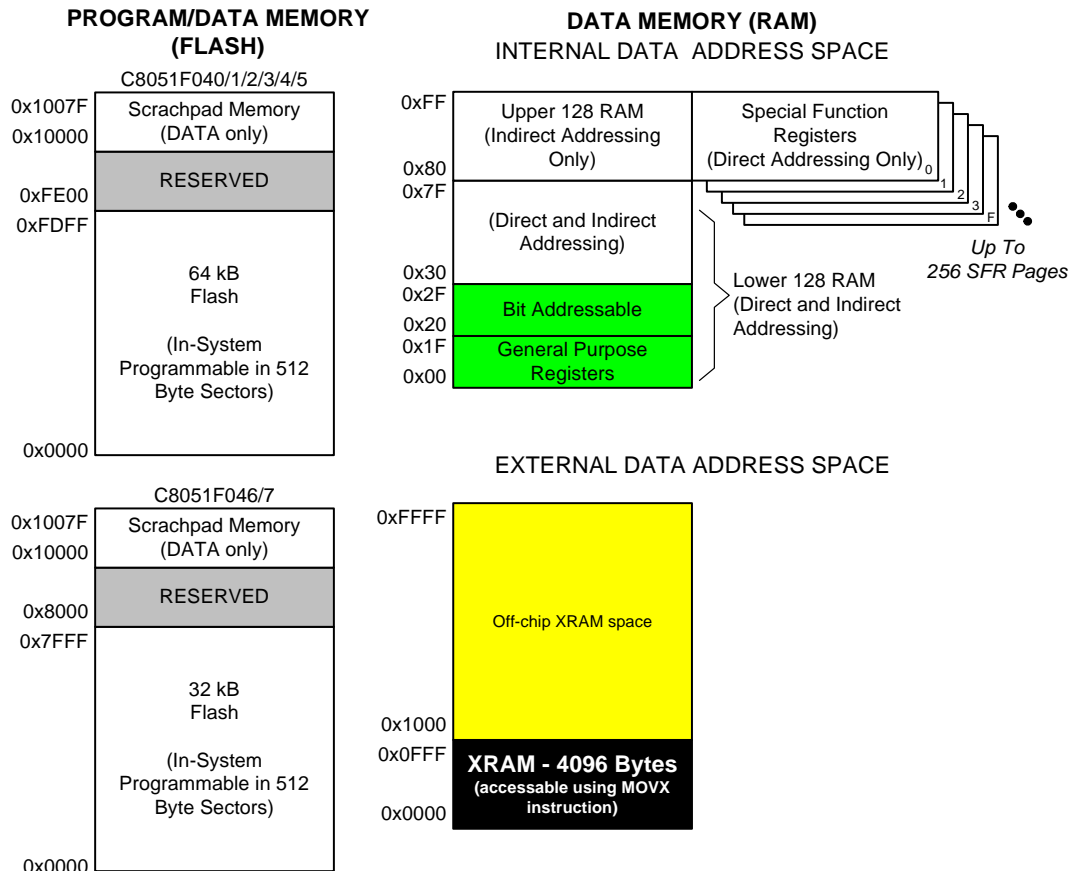 PROGRAM/DATA MEMORY
(FLASH)
C8051F040/1/2/3/4/5
0x1007F
0x10000
Scrachpad Memory
(DATA only)
RESERVED
0xFE00
0xFDFF
64 kB
Flash
(In-System
Programmable in 512
Byte Sectors)
0x0000
C8051F046/7
0x1007F
0x10000
Scrachpad Memory
(DATA only)
RESERVED
0x8000
0x7FFF
32 kB
Flash
(In-System
Programmable in 512
Byte Sectors)
0x0000
DATA MEMORY (RAM)
INTERNAL DATA ADDRESS SPACE
0xFF
0x80
Upper 128 RAM
(Indirect Addressing
Only)
Special Function
Registers
(Direct Addressing Only)
0
1
2
3
F
Up To
256 SFR Pages
0x7F
(Direct and Indirect
Addressing)
0x30
0x2F
Bit Addressable
0x20
0x1F
General Purpose
Registers
0x00
Lower 128 RAM
(Direct and Indirect
Addressing)
EXTERNAL DATA ADDRESS SPACE
0xFFFF
Off-chip XRAM space
0x1000
0x0FFF
XRAM - 4096 Bytes
(accessable using MOVX
instruction)
0x0000